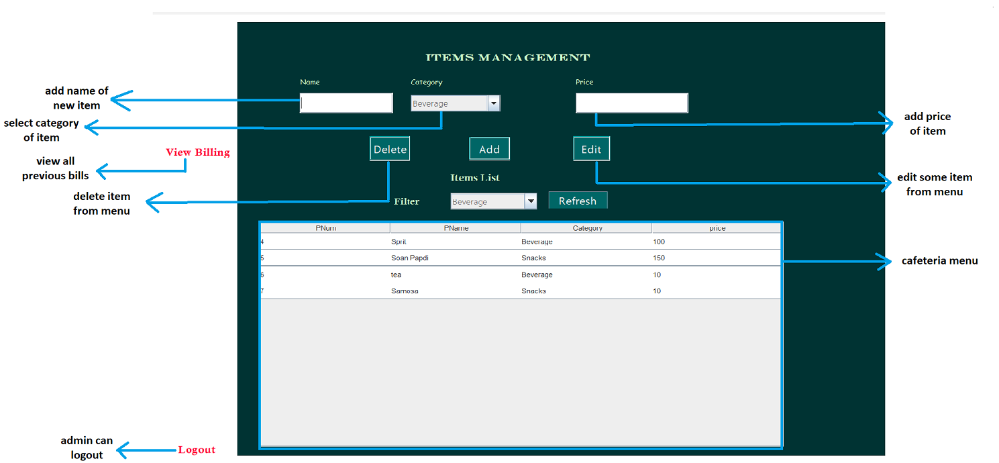 ITEMS MANAGEMENT
Name
Category
Price
add name of
new item
Beverage
select category
of item
add price
of item
View Billing
Delete
Add
Edit
view all
previous bills
Items List
edit some item
from menu
delete item
from menu
Filter
Beverage
Refresh
PNum PName Category price
4 Sprit Beverage 100
5 Soan Papdi Snacks 150
6 tea Beverage 10
7 Samosa Snacks 10
cafeteria menu
admin can
logout
Logout